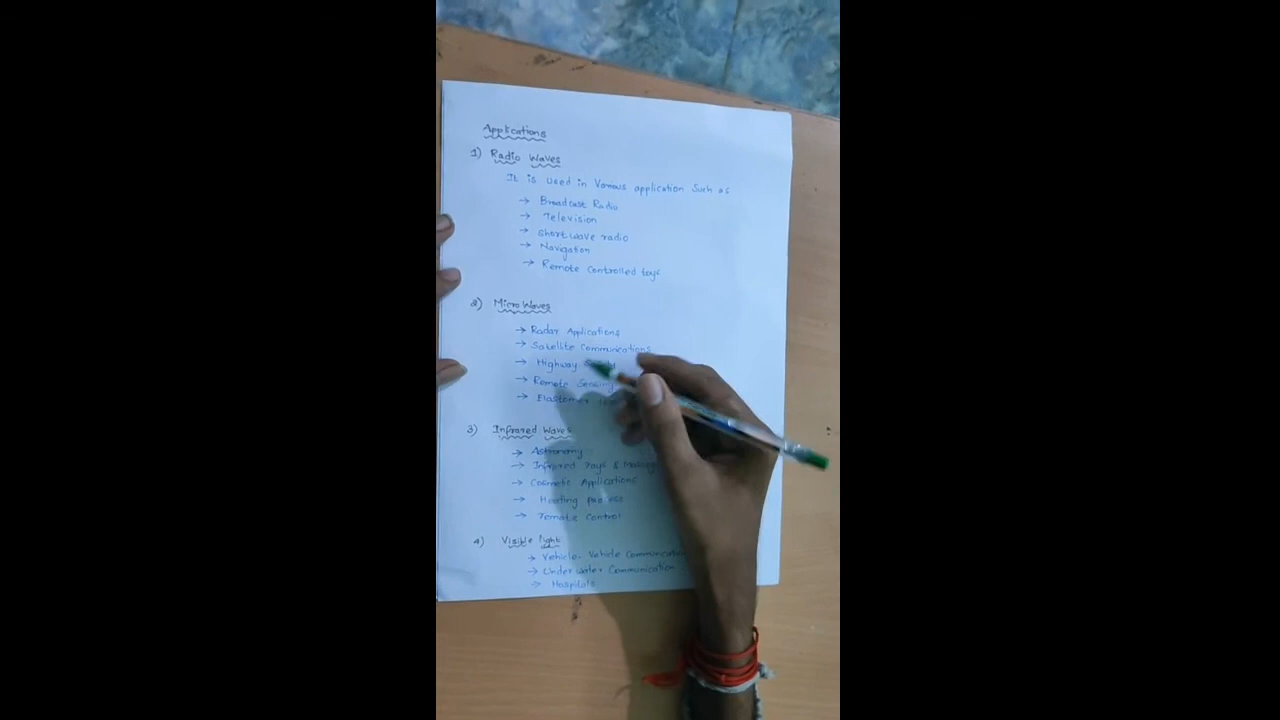 Applications
1) Radio Waves
It is used in Various application Such as
→ Broadcast Radio
→ Television
→ Short wave radio
→ Navigation
→ Remote Controlled toys
2) Micro Waves
→ Radar Applications
→ Satellite Communications
→ Highway
→ Remote Sensing
→ Elastomer
3) Infrared Waves
→ Astronomy
→ Infrared rays &
→ Cosmetic Applications
→ Heating
→ remote Control
4) Visible light
→ Vehicle - Vehicle Communication
→ Under water Communication
→ Hospitals